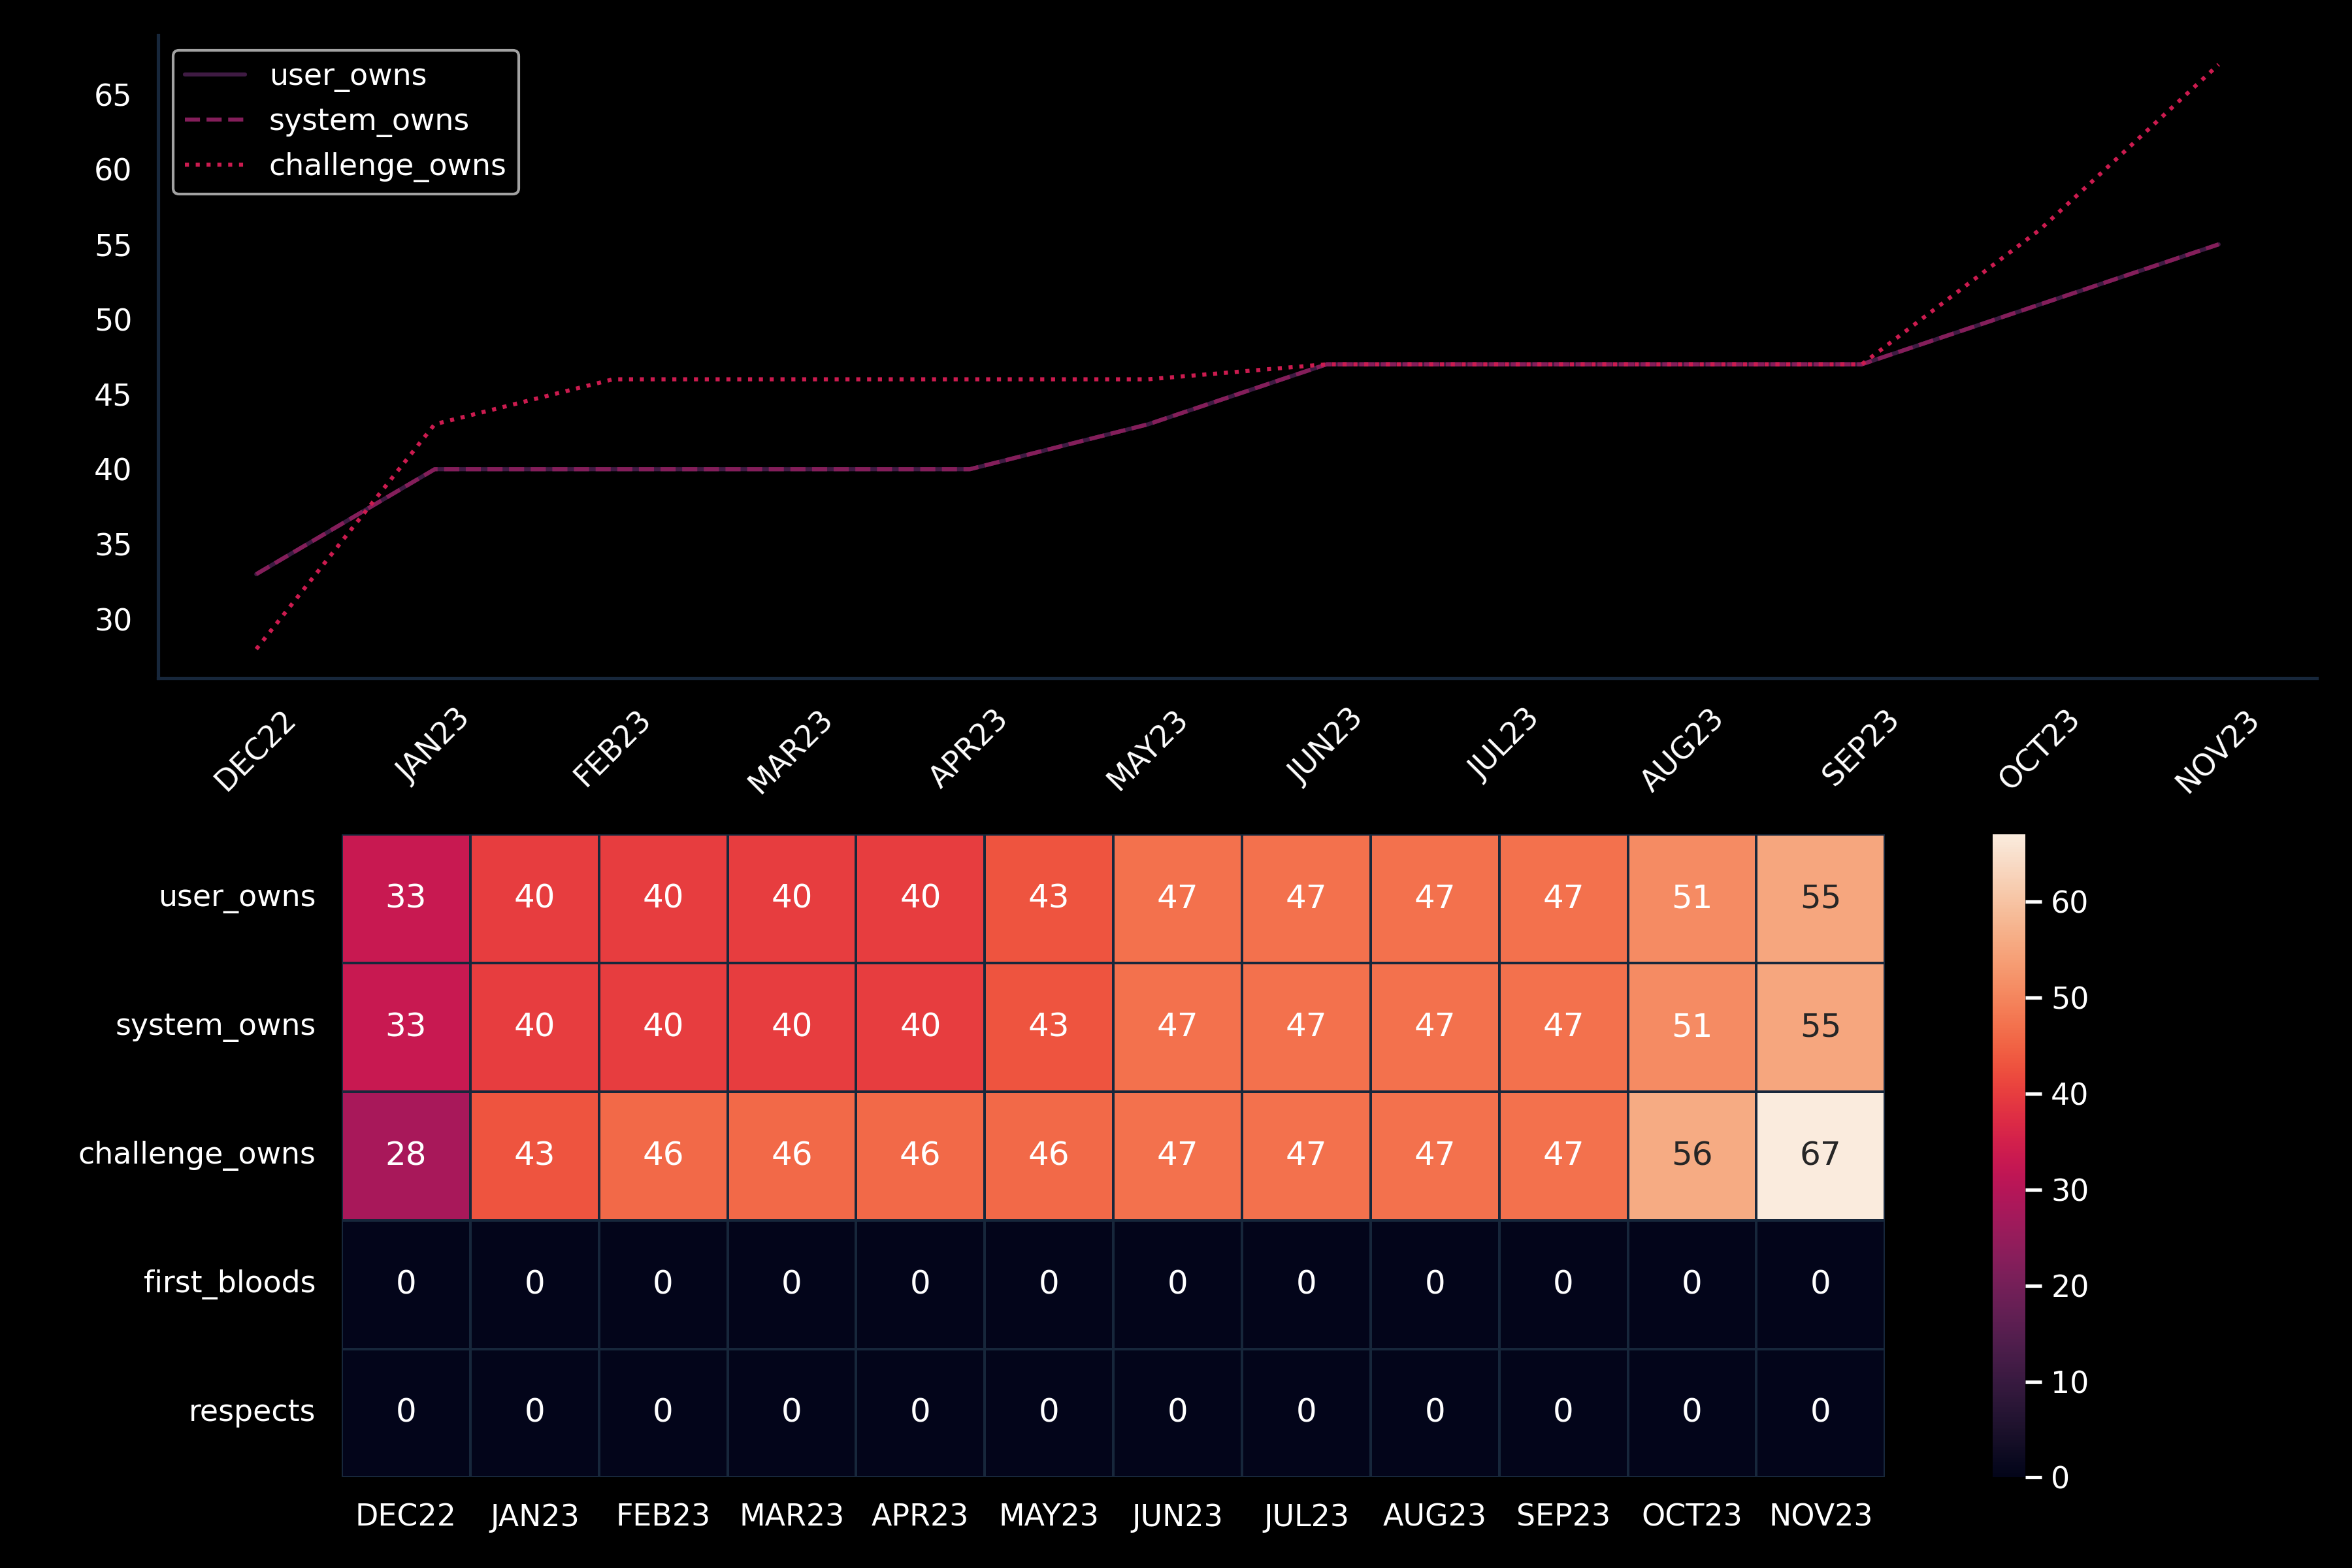 user_owns
system_owns
challenge_owns
65
60
55
50
45
40
35
30
DEC22 JAN23 FEB23 MAR23 APR23 MAY23 JUN23 JUL23 AUG23 SEP23 OCT23 NOV23
user_owns 33 40 40 40 40 43 47 47 47 47 51 55
system_owns 33 40 40 40 40 43 47 47 47 47 51 55
challenge_owns 28 43 46 46 46 46 47 47 47 47 56 67
first_bloods 0 0 0 0 0 0 0 0 0 0 0 0
respects 0 0 0 0 0 0 0 0 0 0 0 0
DEC22 JAN23 FEB23 MAR23 APR23 MAY23 JUN23 JUL23 AUG23 SEP23 OCT23 NOV23
60
50
40
30
20
10
0